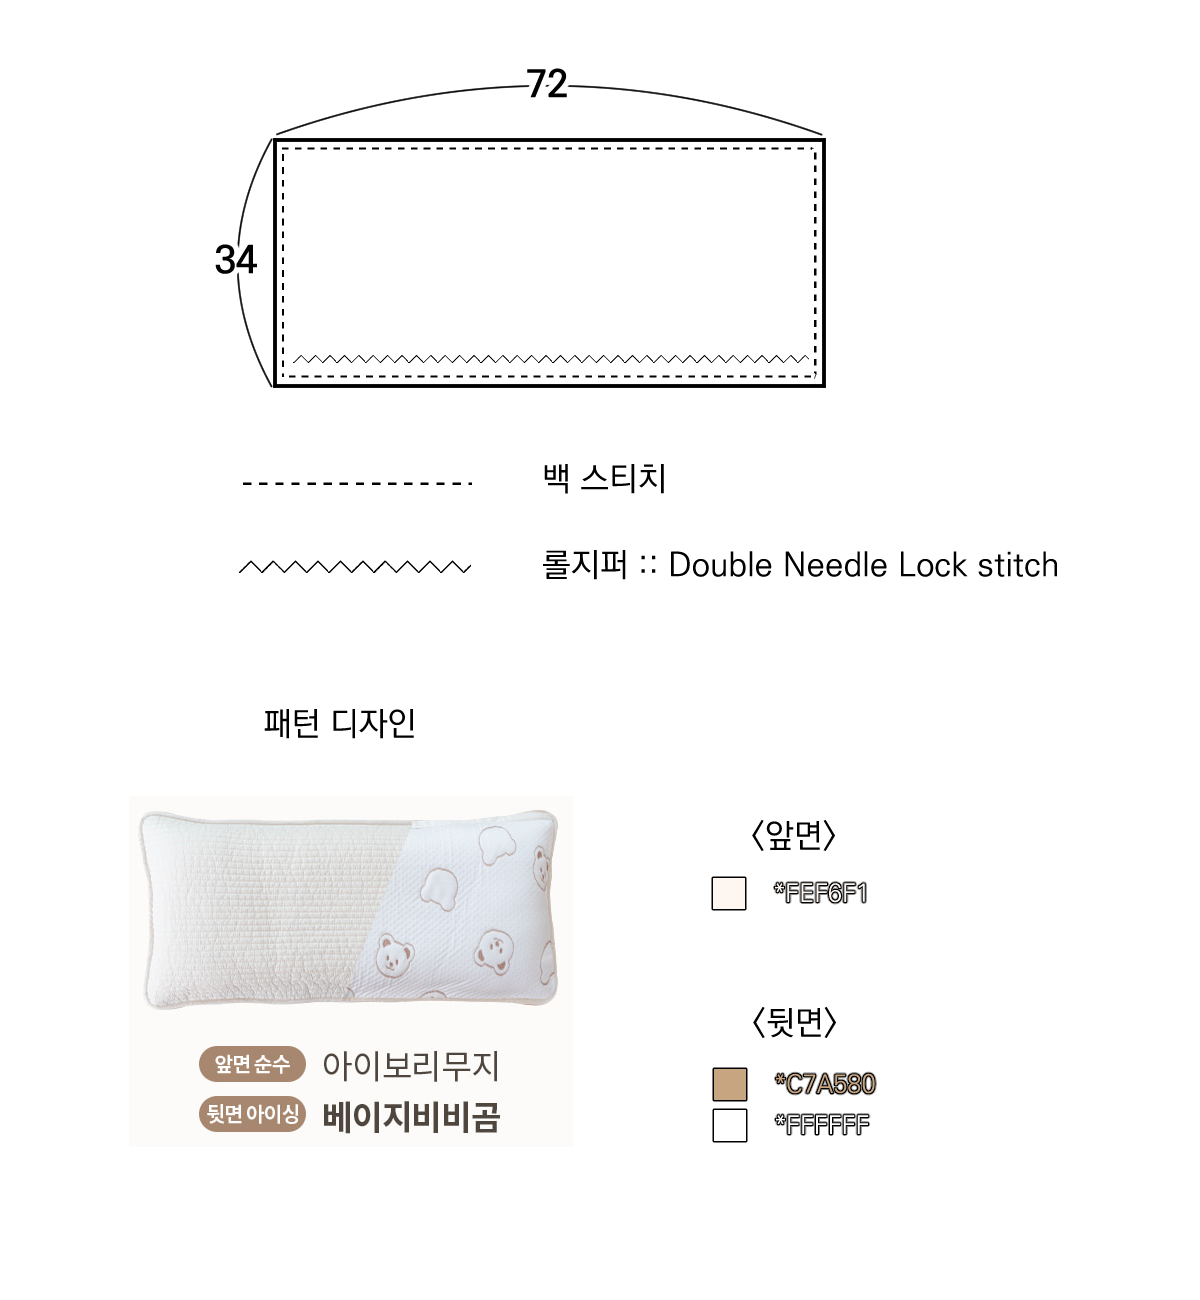 72
34
백 스티치
롤지퍼 :: Double Needle Lock stitch
패턴 디자인
<앞면>
*FEF6F1
<뒷면>
*C7A580
*FFFFFF
앞면 순수 아이보리무지
뒷면 아이싱 베이지비비곰